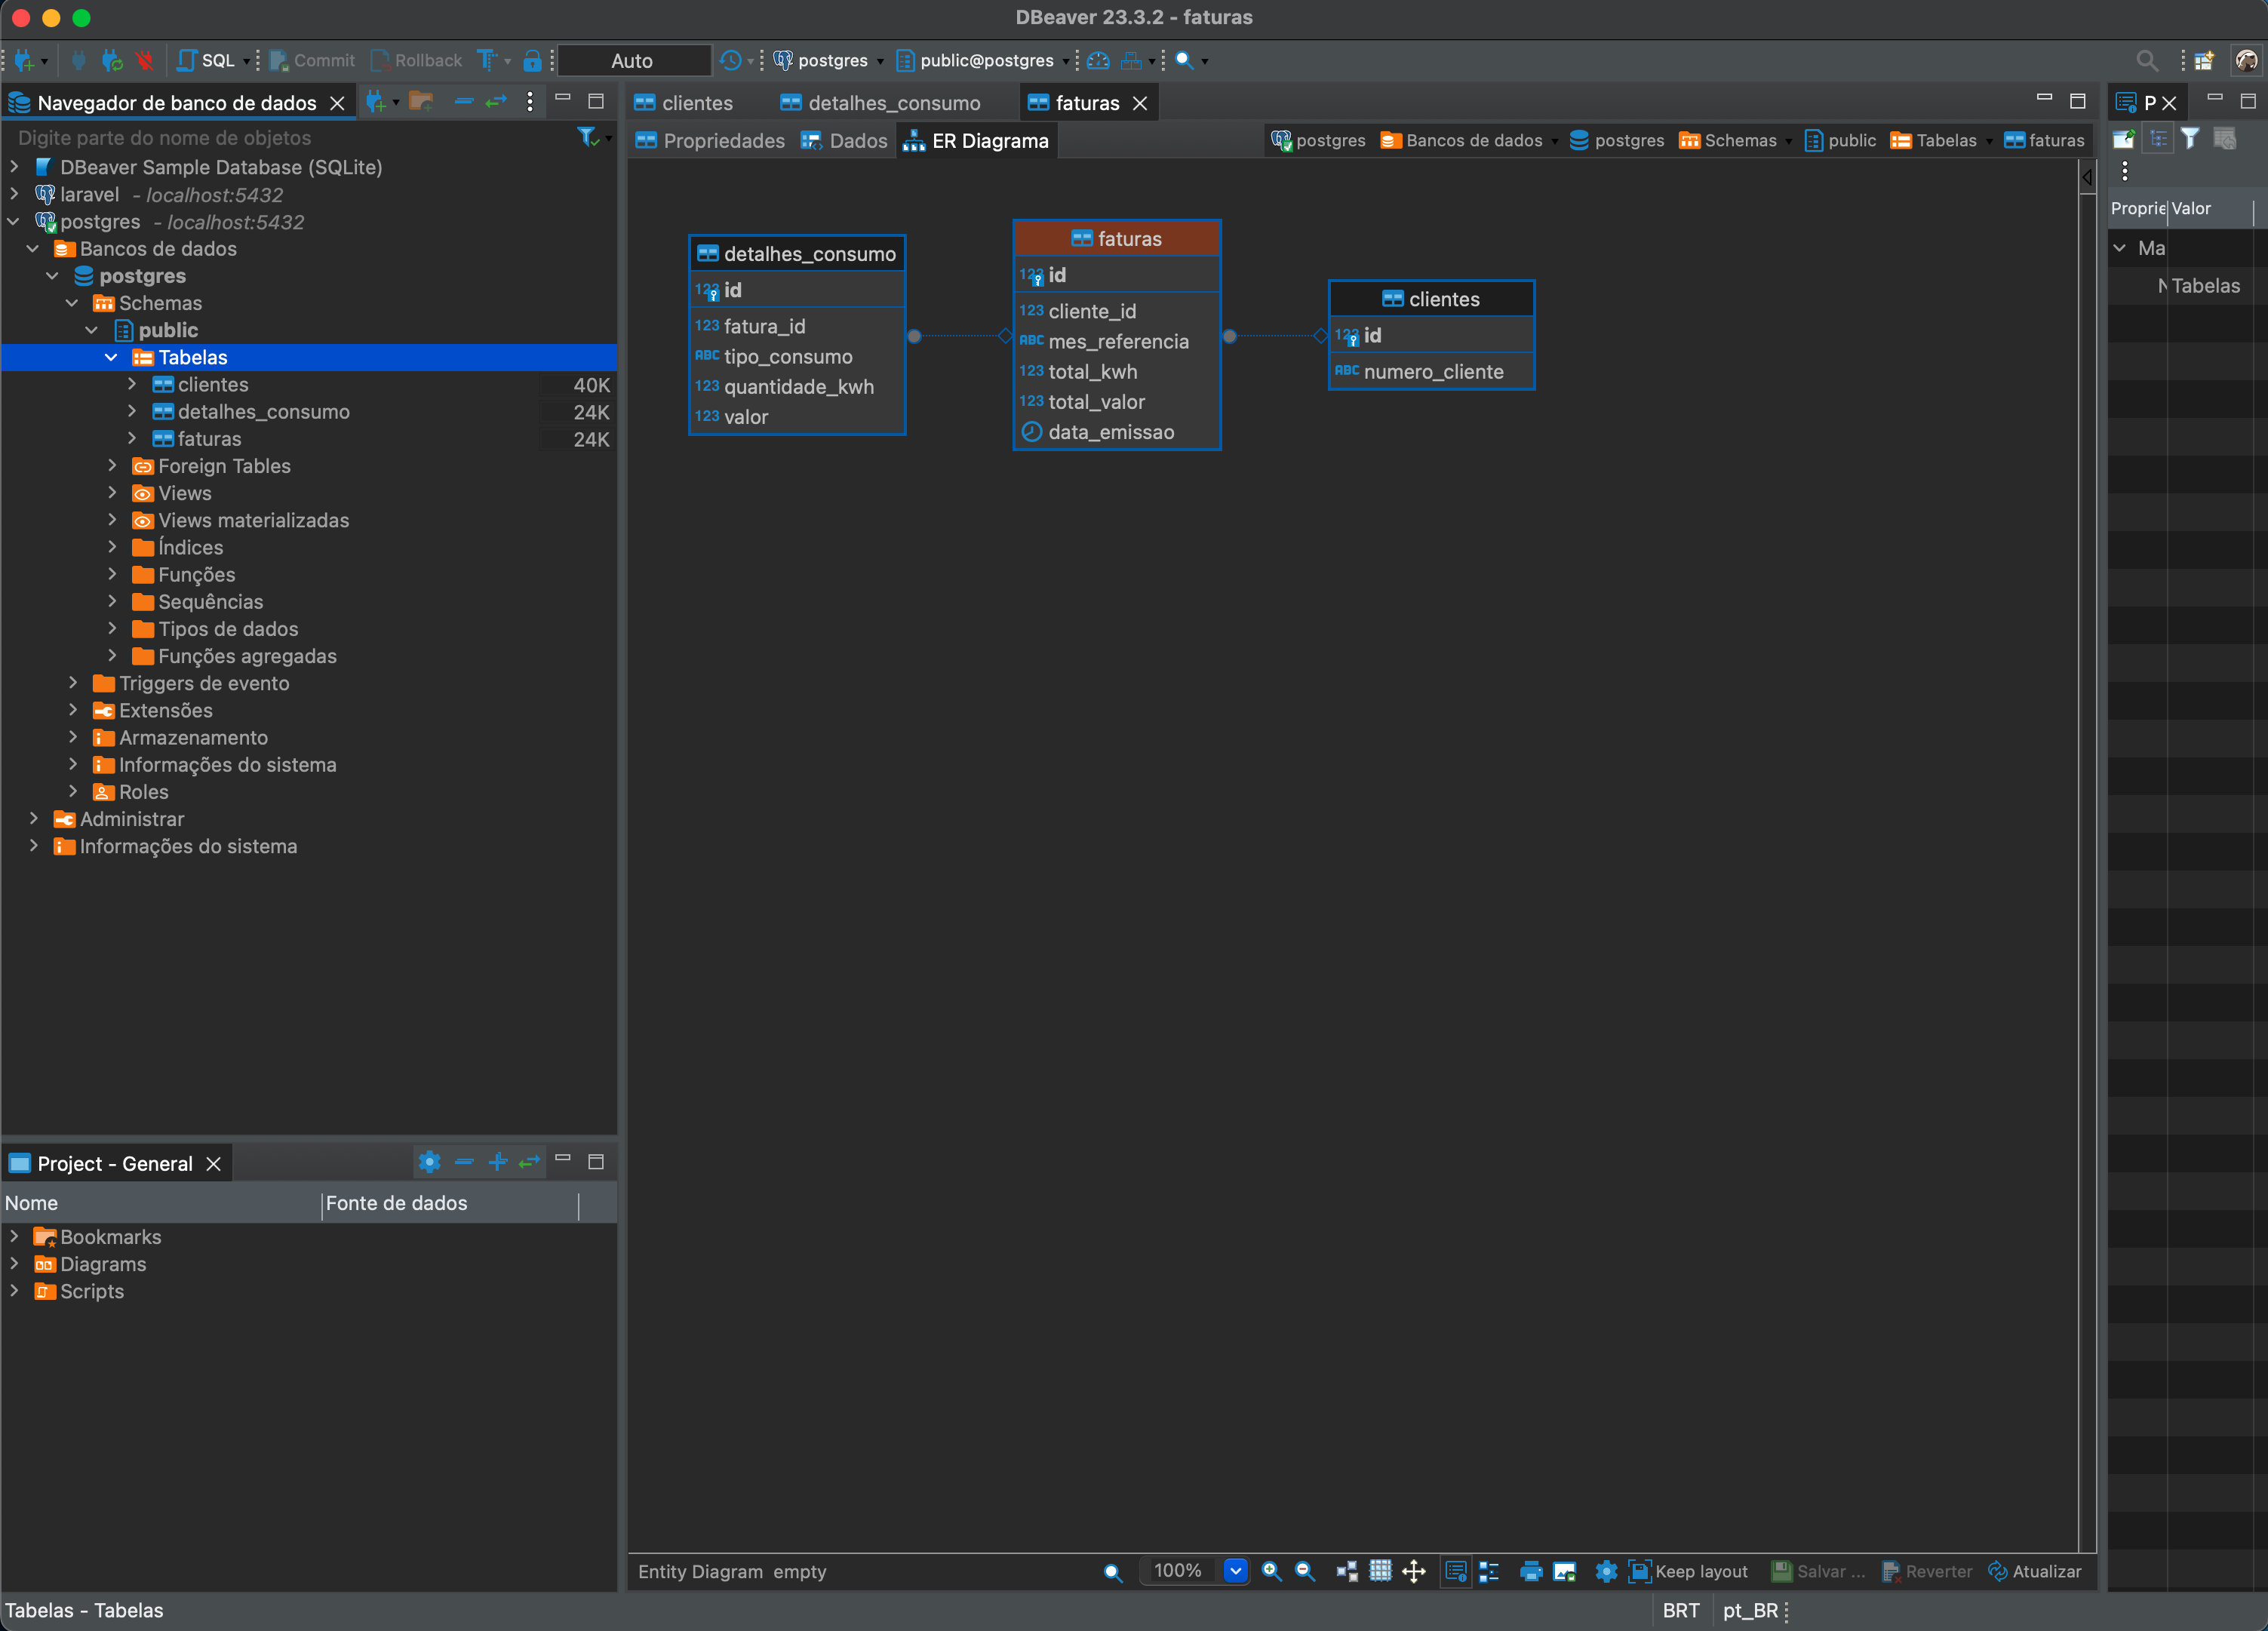 DBeaver 23.3.2 - faturas
SQL
Commit
Rollback
Auto
postgres
public@postgres
Navegador de banco de dados
Digite parte do nome de objetos
DBeaver Sample Database (SQLite)
laravel - localhost:5432
postgres - localhost:5432
Bancos de dados
postgres
Schemas
public
Tabelas
clientes 40K
detalhes_consumo 24K
faturas 24K
Foreign Tables
Views
Views materializadas
Índices
Funções
Sequências
Tipos de dados
Funções agregadas
Triggers de evento
Extensões
Armazenamento
Informações do sistema
Roles
Administrar
Informações do sistema
Project - General
Nome Fonte de dados
Bookmarks
Diagrams
Scripts
clientes detalhes_consumo faturas
Propriedades Dados ER Diagrama
postgres Bancos de dados postgres Schemas public Tabelas faturas
detalhes_consumo
123 id
123 fatura_id
ABC tipo_consumo
123 quantidade_kwh
123 valor
faturas
123 id
123 cliente_id
ABC mes_referencia
123 total_kwh
123 total_valor
data_emissao
clientes
123 id
ABC numero_cliente
Entity Diagram empty
100%
Keep layout
Salvar ...
Reverter
Atualizar
P
Proprie Valor
Ma
N Tabelas
Tabelas - Tabelas
BRT pt_BR